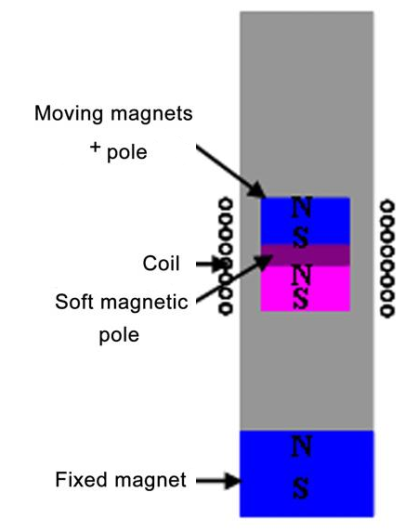 Moving magnets
+ pole
N
S
Coil
N
Soft magnetic
S
pole
N
Fixed magnet
S